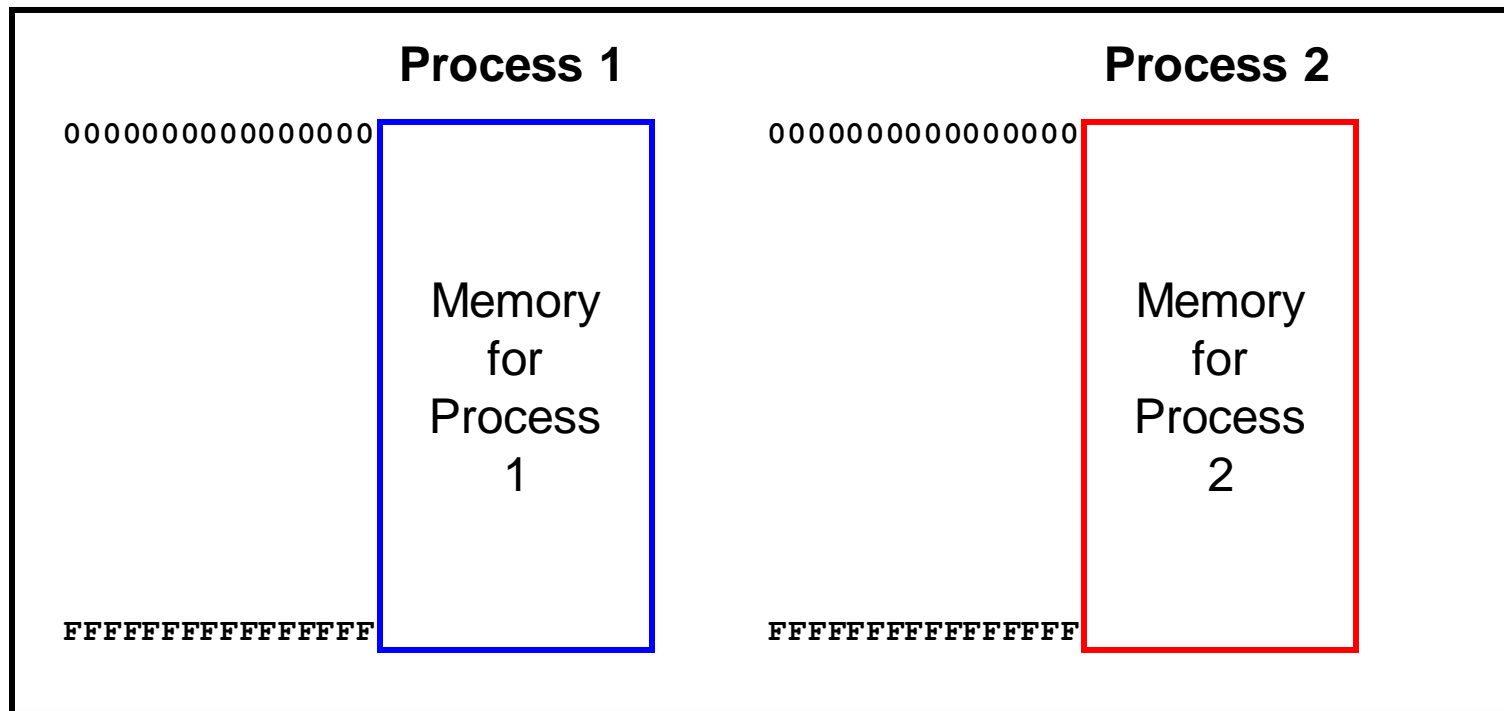 Process 1
Process 2
0000000000000000
0000000000000000
Memory
for
Process
1
Memory
for
Process
2
FFFFFFFFFFFFFFFF
FFFFFFFFFFFFFFFF